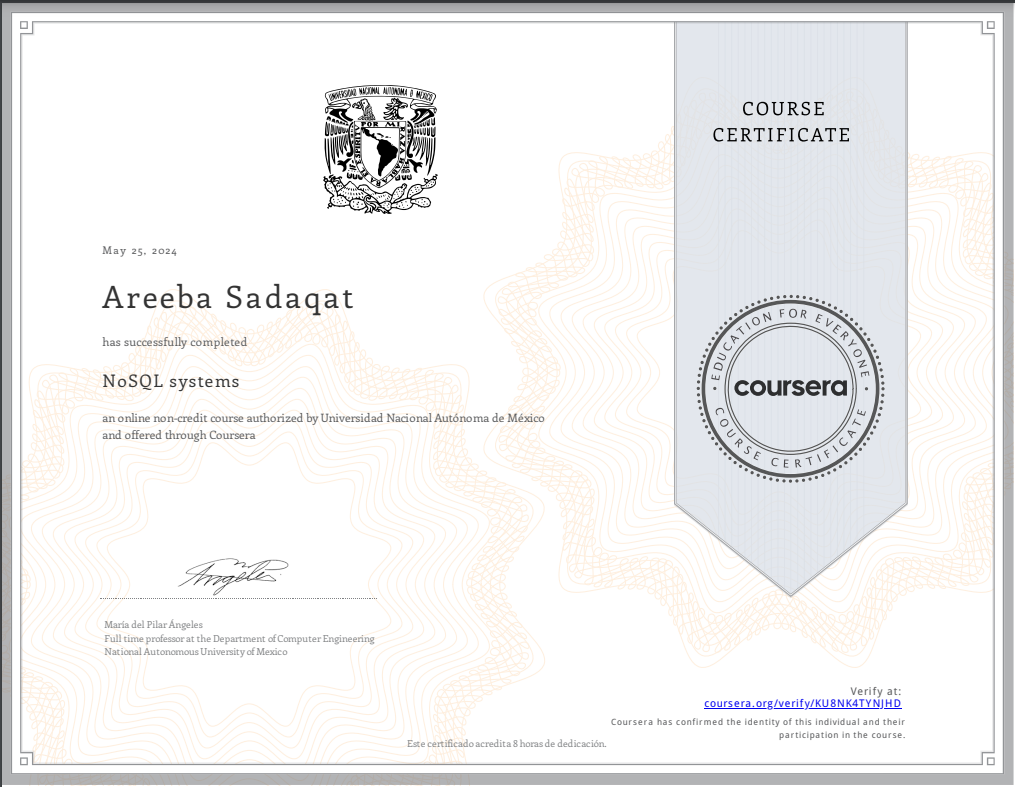 UNIVERSIDAD NACIONAL AUTONOMA D MEXICO
POR MI RAZA HABLARA EL ESPIRITU
COURSE
CERTIFICATE
May 25, 2024
Areeba Sadaqat
has successfully completed
NoSQL systems
an online non-credit course authorized by Universidad Nacional Autónoma de México
and offered through Coursera
EDUCATION FOR EVERYONE
coursera
COURSE CERTIFICATE
Angeles
María del Pilar Ángeles
Full time professor at the Department of Computer Engineering
National Autonomous University of Mexico
Verify at:
coursera.org/verify/KU8NK4TYNJHD
Coursera has confirmed the identity of this individual and their
participation in the course.
Este certificado acredita 8 horas de dedicación.